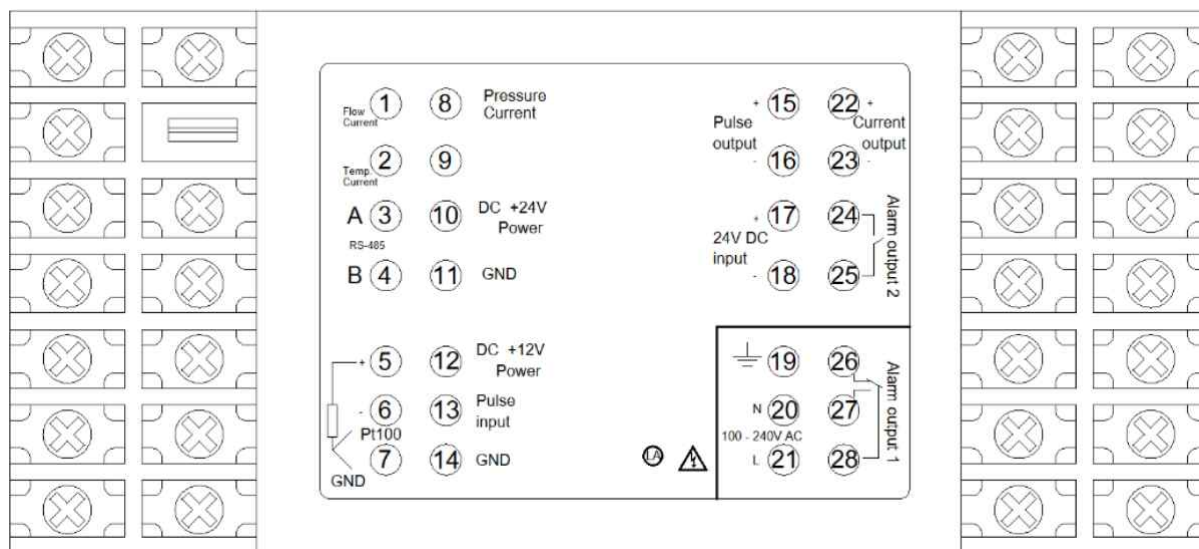 Flow Current 1 8 Pressure Current
Temp. Current 2 9
A 3 10 DC +24V Power
RS-485
B 4 11 GND
+ 5 12 DC +12V Power
- 6 13 Pulse input
Pt100
7 14 GND
GND
+ 15 22 +
Pulse output Current output
- 16 23 -
+ 17 24
24V DC input
- 18 25
Alarm output 2
19 26
N 20 27
100 - 240V AC
L 21 28
Alarm output 1